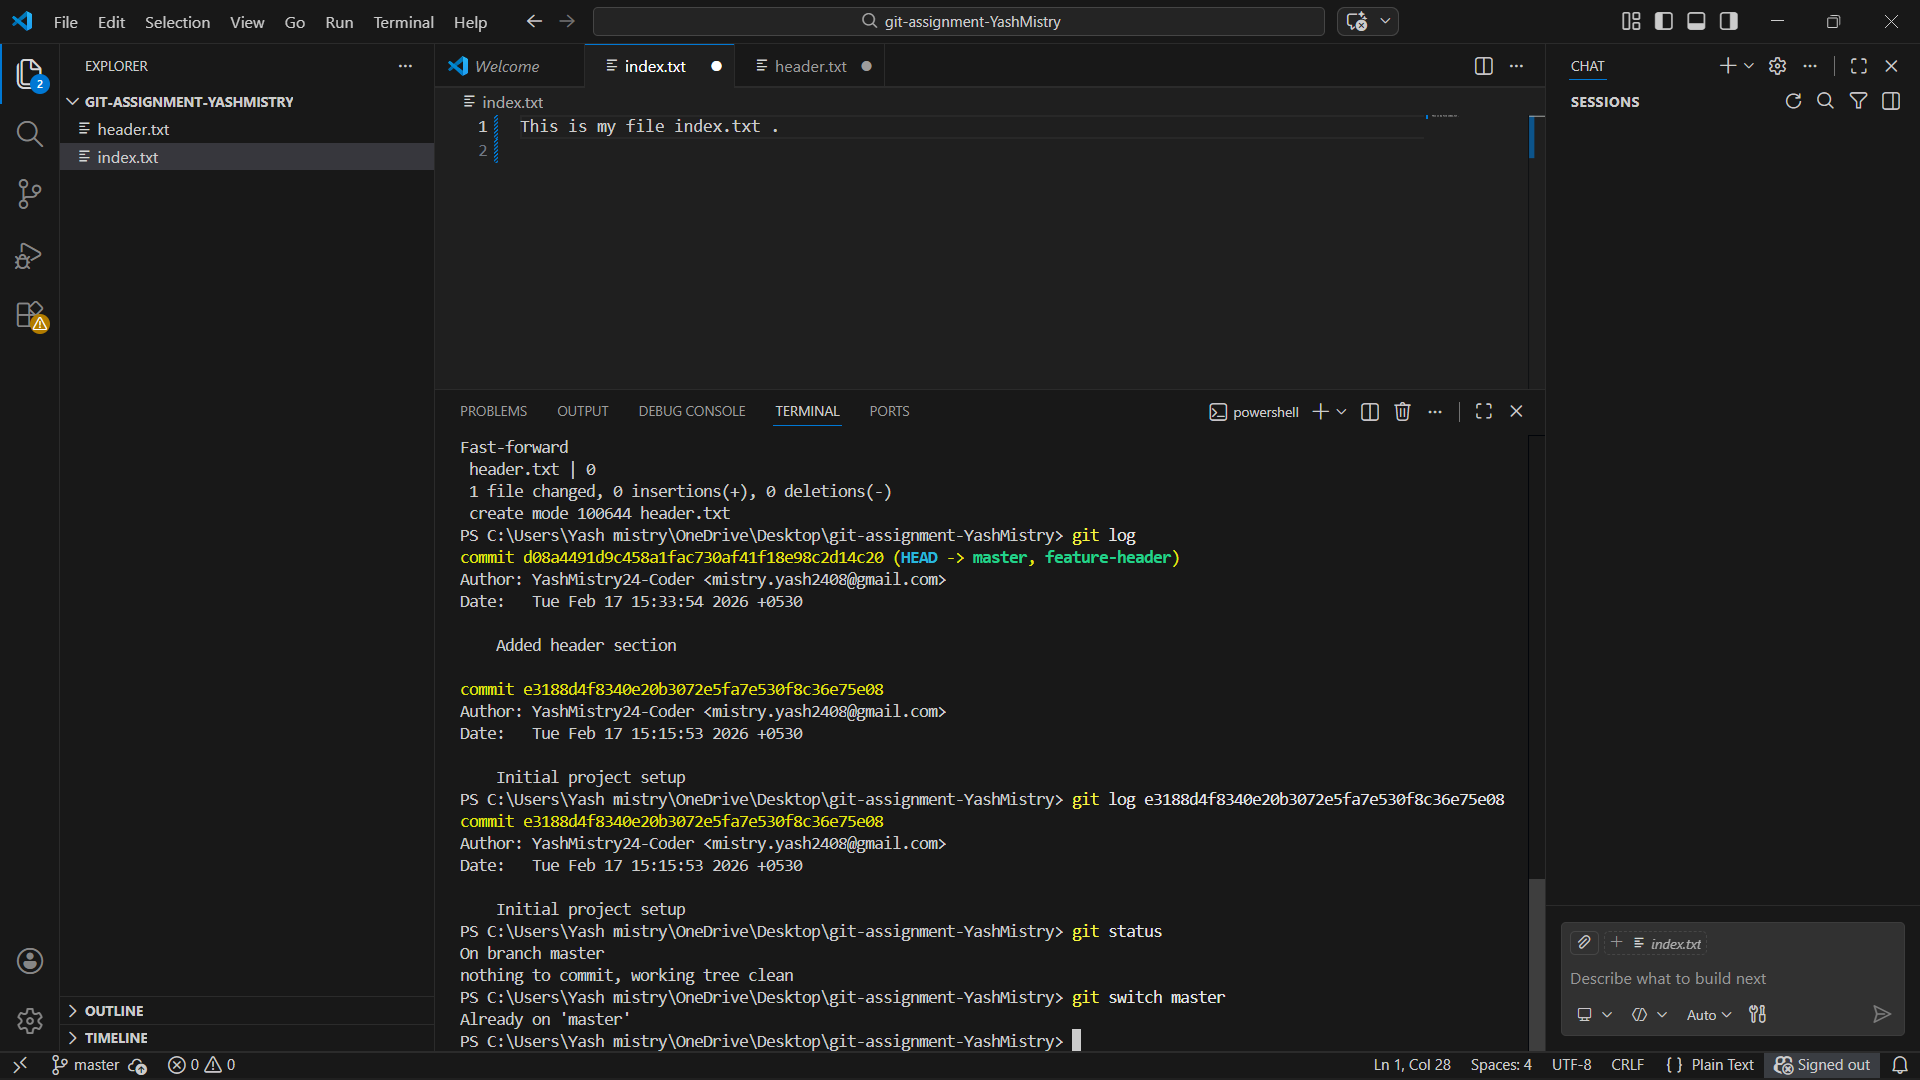 File Edit Selection View Go Run Terminal Help
git-assignment-YashMistry
2
EXPLORER
GIT-ASSIGNMENT-YASHMISTRY
header.txt
index.txt
OUTLINE
TIMELINE
Welcome
index.txt
header.txt
index.txt
1 This is my file index.txt .
2
PROBLEMS OUTPUT DEBUG CONSOLE TERMINAL PORTS
powershell
Fast-forward
header.txt | 0
1 file changed, 0 insertions(+), 0 deletions(-)
create mode 100644 header.txt
PS C:\Users\Yash mistry\OneDrive\Desktop\git-assignment-YashMistry> git log
commit d08a4491d9c458a1fac730af41f18e98c2d14c20 (HEAD -> master, feature-header)
Author: YashMistry24-Coder <mistry.yash2408@gmail.com>
Date:   Tue Feb 17 15:33:54 2026 +0530
Added header section
commit e3188d4f8340e20b3072e5fa7e530f8c36e75e08
Author: YashMistry24-Coder <mistry.yash2408@gmail.com>
Date:   Tue Feb 17 15:15:53 2026 +0530
Initial project setup
PS C:\Users\Yash mistry\OneDrive\Desktop\git-assignment-YashMistry> git log e3188d4f8340e20b3072e5fa7e530f8c36e75e08
commit e3188d4f8340e20b3072e5fa7e530f8c36e75e08
Author: YashMistry24-Coder <mistry.yash2408@gmail.com>
Date:   Tue Feb 17 15:15:53 2026 +0530
Initial project setup
PS C:\Users\Yash mistry\OneDrive\Desktop\git-assignment-YashMistry> git status
On branch master
nothing to commit, working tree clean
PS C:\Users\Yash mistry\OneDrive\Desktop\git-assignment-YashMistry> git switch master
Already on 'master'
PS C:\Users\Yash mistry\OneDrive\Desktop\git-assignment-YashMistry>
CHAT
SESSIONS
index.txt
Describe what to build next
Auto
master 0 0
Ln 1, Col 28 Spaces: 4 UTF-8 CRLF {} Plain Text Signed out